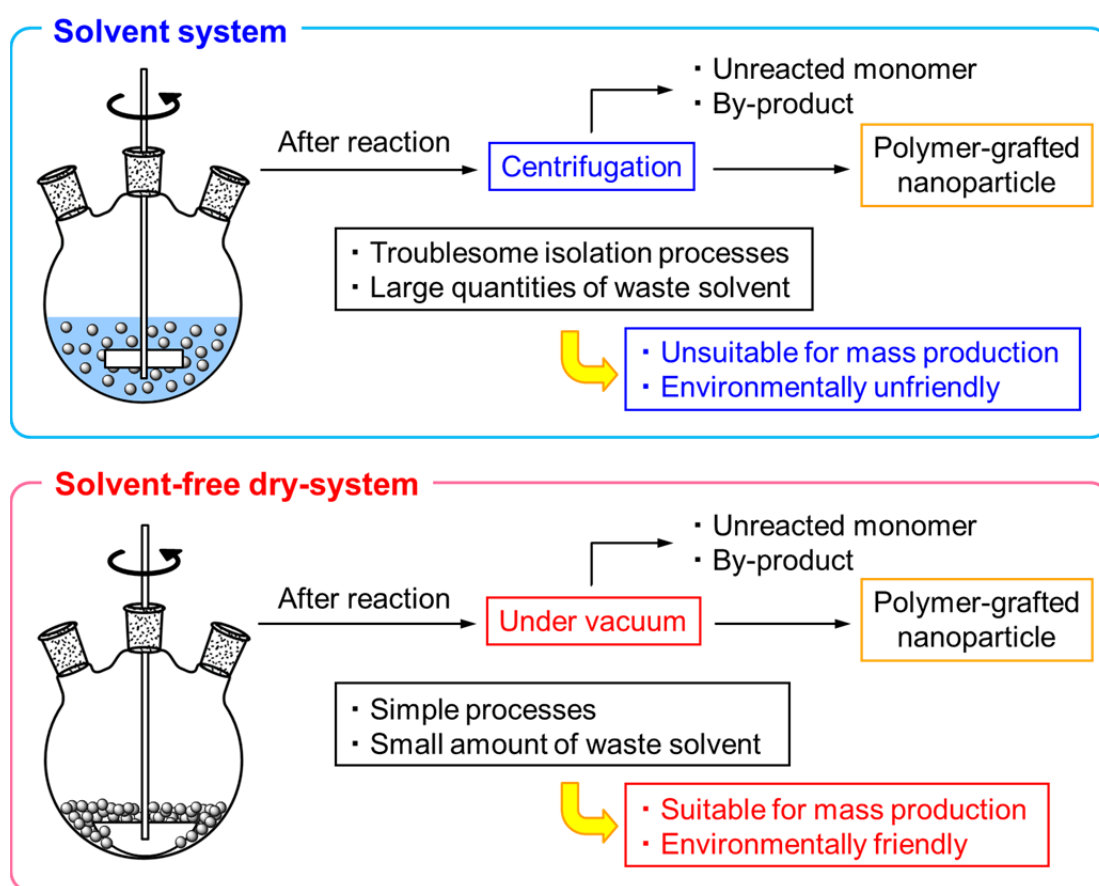 Solvent system
・Unreacted monomer
・By-product
After reaction
Centrifugation
Polymer-grafted
nanoparticle
・Troublesome isolation processes
・Large quantities of waste solvent
・Unsuitable for mass production
・Environmentally unfriendly
Solvent-free dry-system
・Unreacted monomer
・By-product
After reaction
Under vacuum
Polymer-grafted
nanoparticle
・Simple processes
・Small amount of waste solvent
・Suitable for mass production
・Environmentally friendly